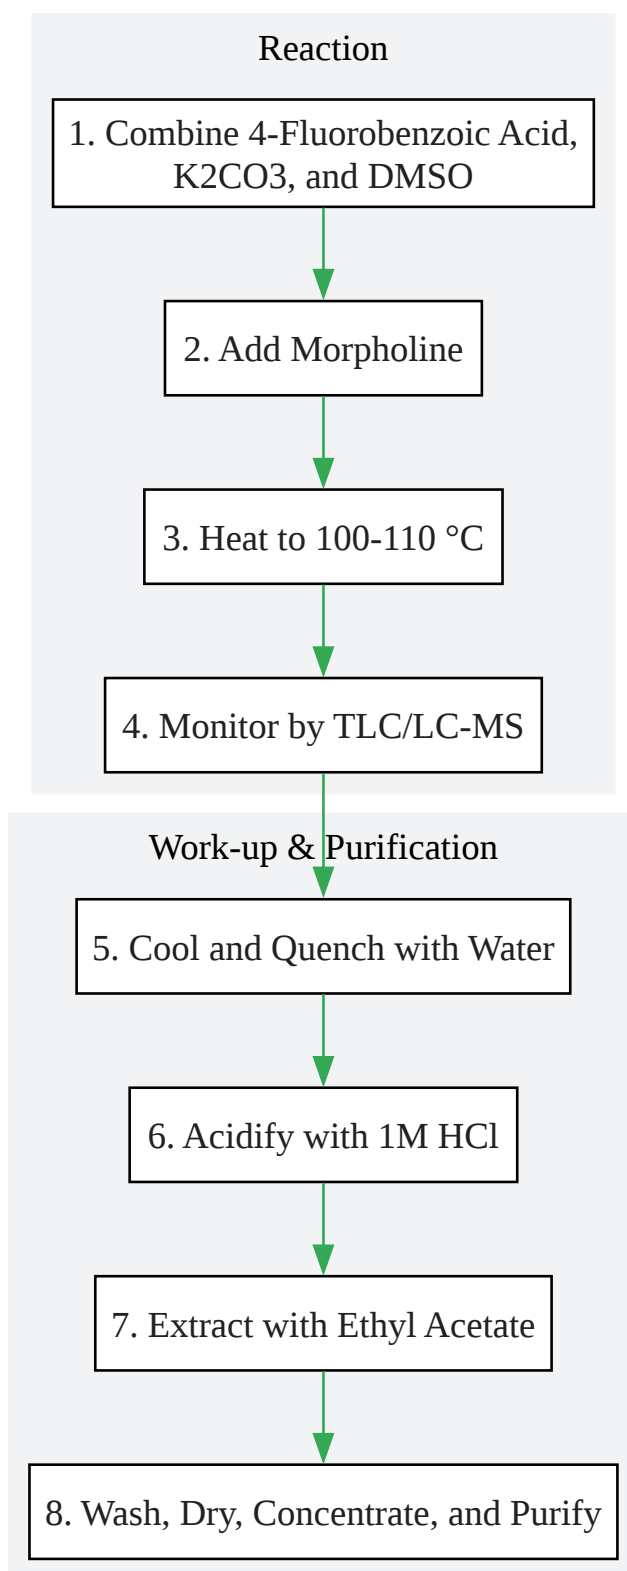 Reaction
1. Combine 4-Fluorobenzoic Acid,
K2CO3, and DMSO
2. Add Morpholine
3. Heat to 100-110 °C
4. Monitor by TLC/LC-MS
Work-up & Purification
5. Cool and Quench with Water
6. Acidify with 1M HCl
7. Extract with Ethyl Acetate
8. Wash, Dry, Concentrate, and Purify